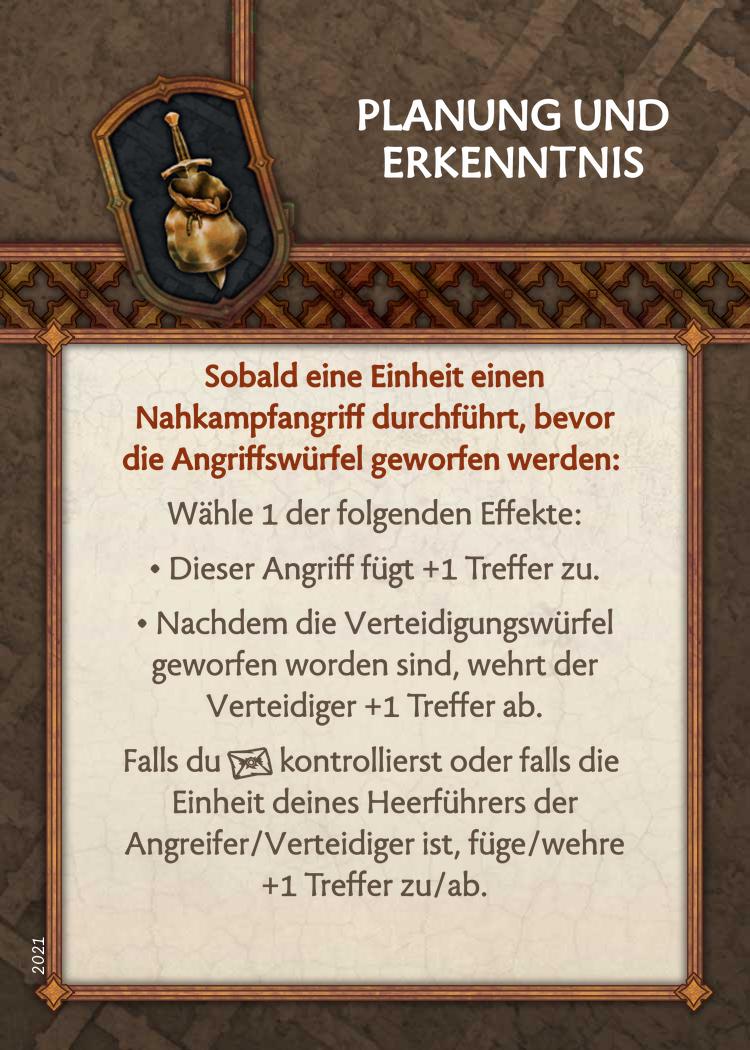 PLANUNG UND
ERKENNTNIS
Sobald eine Einheit einen
Nahkampfangriff durchführt, bevor
die Angriffswürfel geworfen werden:
Wähle 1 der folgenden Effekte:
• Dieser Angriff fügt +1 Treffer zu.
• Nachdem die Verteidigungswürfel
geworfen worden sind, wehrt der
Verteidiger +1 Treffer ab.
Falls du kontrollierst oder falls die
Einheit deines Heerführers der
Angreifer/Verteidiger ist, füge/wehre
+1 Treffer zu/ab.
2021